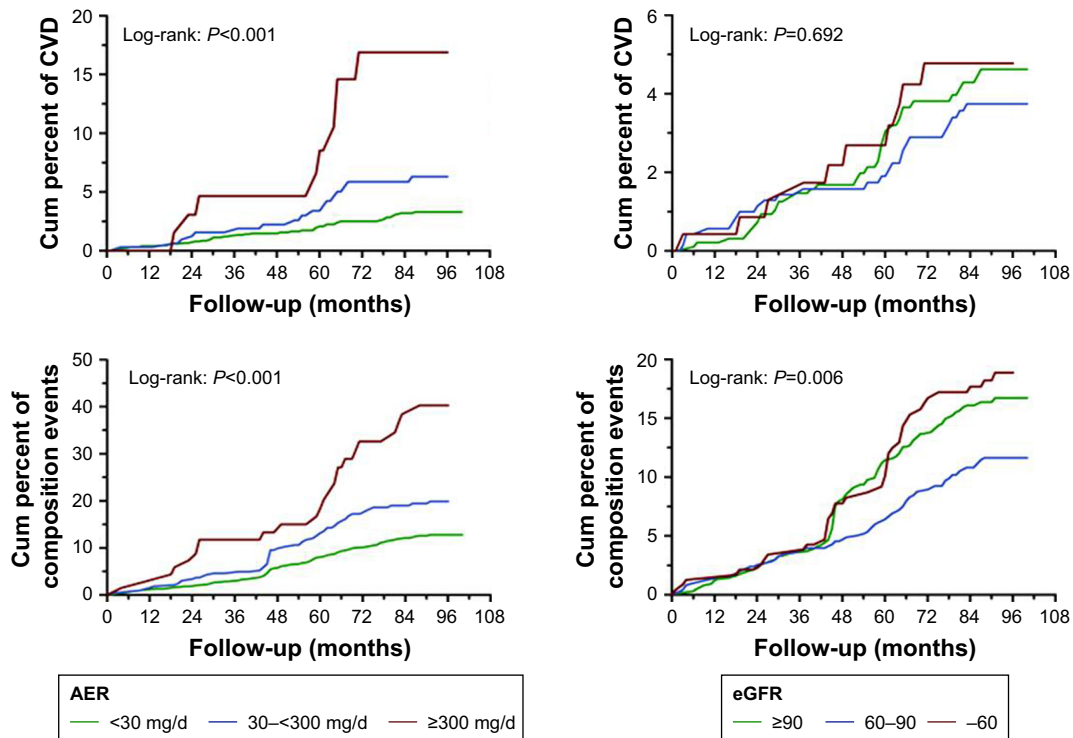 Cum percent of CVD
20
15
10
5
0
Log-rank: P<0.001
0 12 24 36 48 60 72 84 96 108
Follow-up (months)
Cum percent of CVD
6
4
2
0
Log-rank: P=0.692
0 12 24 36 48 60 72 84 96 108
Follow-up (months)
Cum percent of
composition events
50
40
30
20
10
0
Log-rank: P<0.001
0 12 24 36 48 60 72 84 96 108
Follow-up (months)
Cum percent of
composition events
20
15
10
5
0
Log-rank: P=0.006
0 12 24 36 48 60 72 84 96 108
Follow-up (months)
AER
<30 mg/d 30–<300 mg/d ≥300 mg/d
eGFR
≥90 60–90 –60